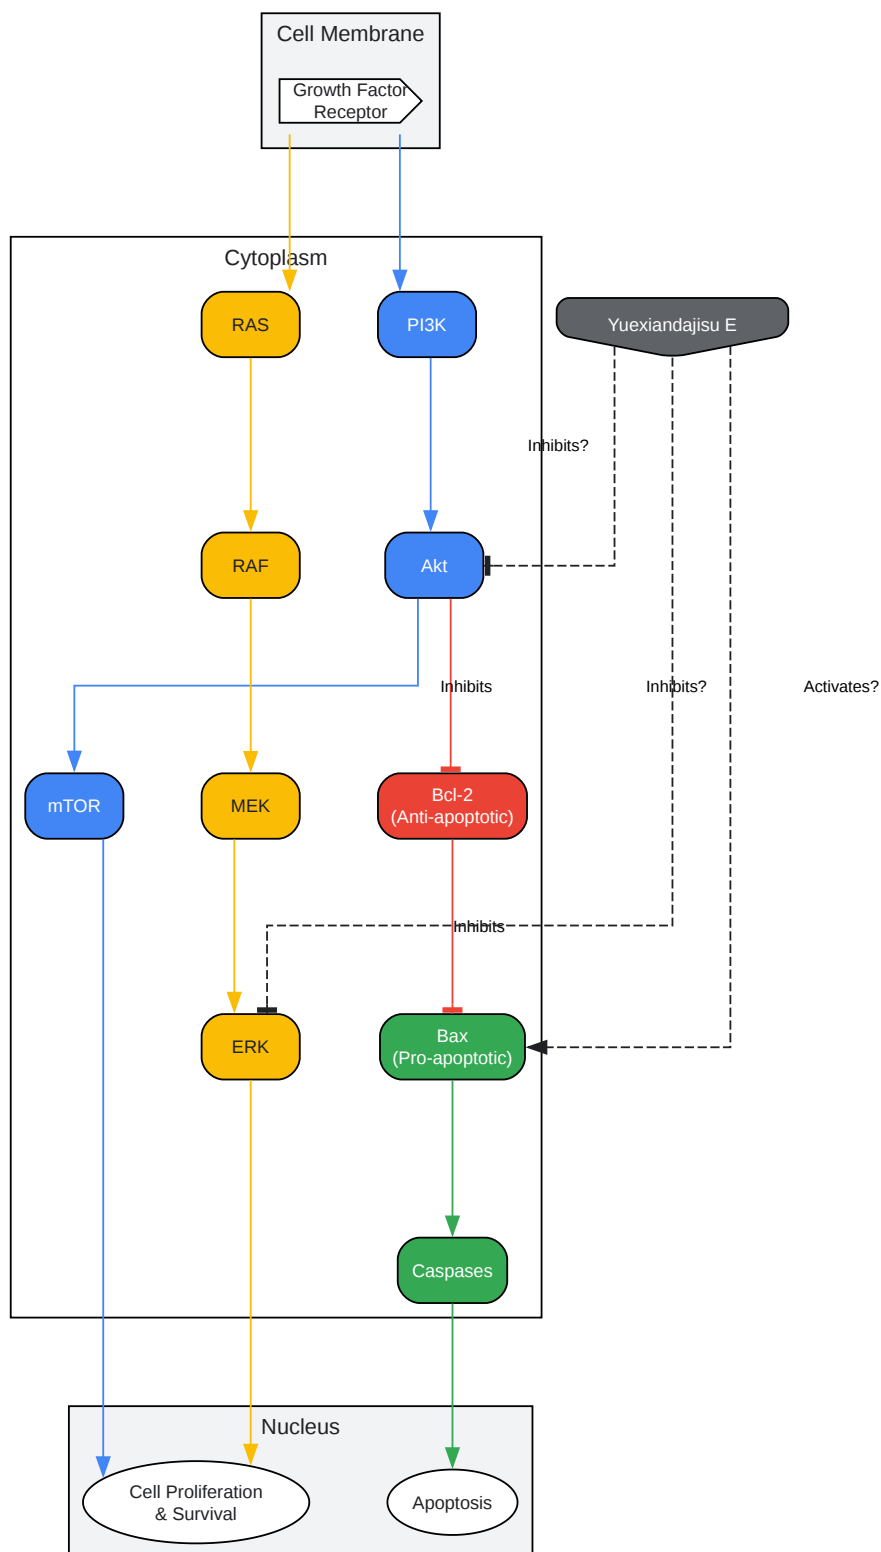 Cell Membrane
Growth Factor
Receptor
Cytoplasm
RAS
PI3K
Yuexiandajisu E
Inhibits?
RAF
Akt
Inhibits
Inhibits?
Activates?
mTOR
MEK
Bcl-2
(Anti-apoptotic)
Inhibits
ERK
Bax
(Pro-apoptotic)
Caspases
Nucleus
Cell Proliferation
& Survival
Apoptosis